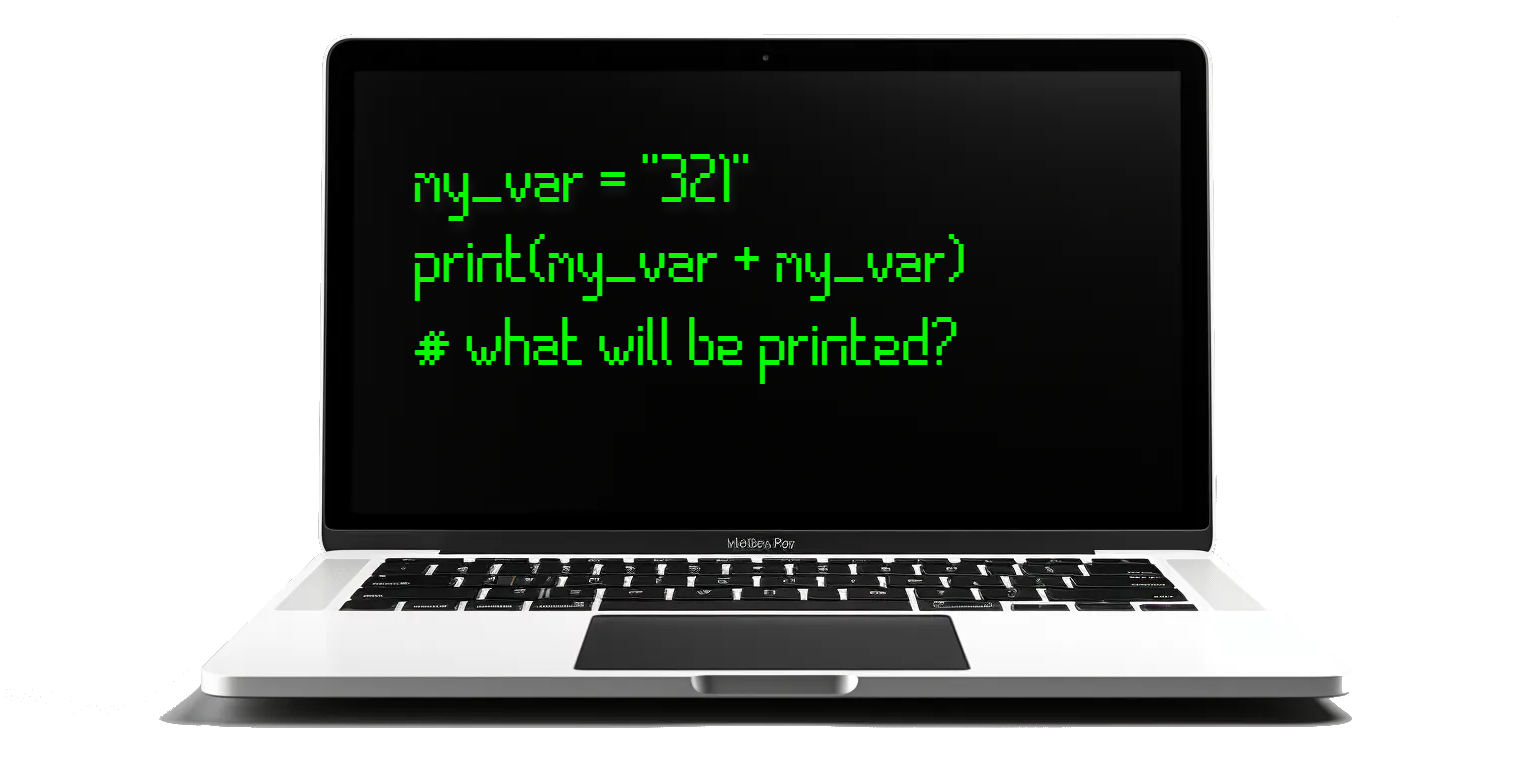 my_var = "321"
print(my_var + my_var)
# what will be printed?